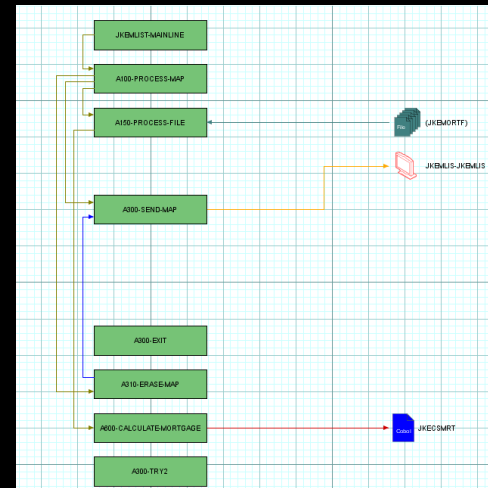 JKEMLIST-MAINLINE
A100-PROCESS-MAP
A150-PROCESS-FILE
File
(JKEMORTF)
JKEMLIS-JKEMLIS
A300-SEND-MAP
A300-EXIT
A310-ERASE-MAP
A600-CALCULATE-MORTGAGE
Cobol
JKECSMRT
A300-TRY2